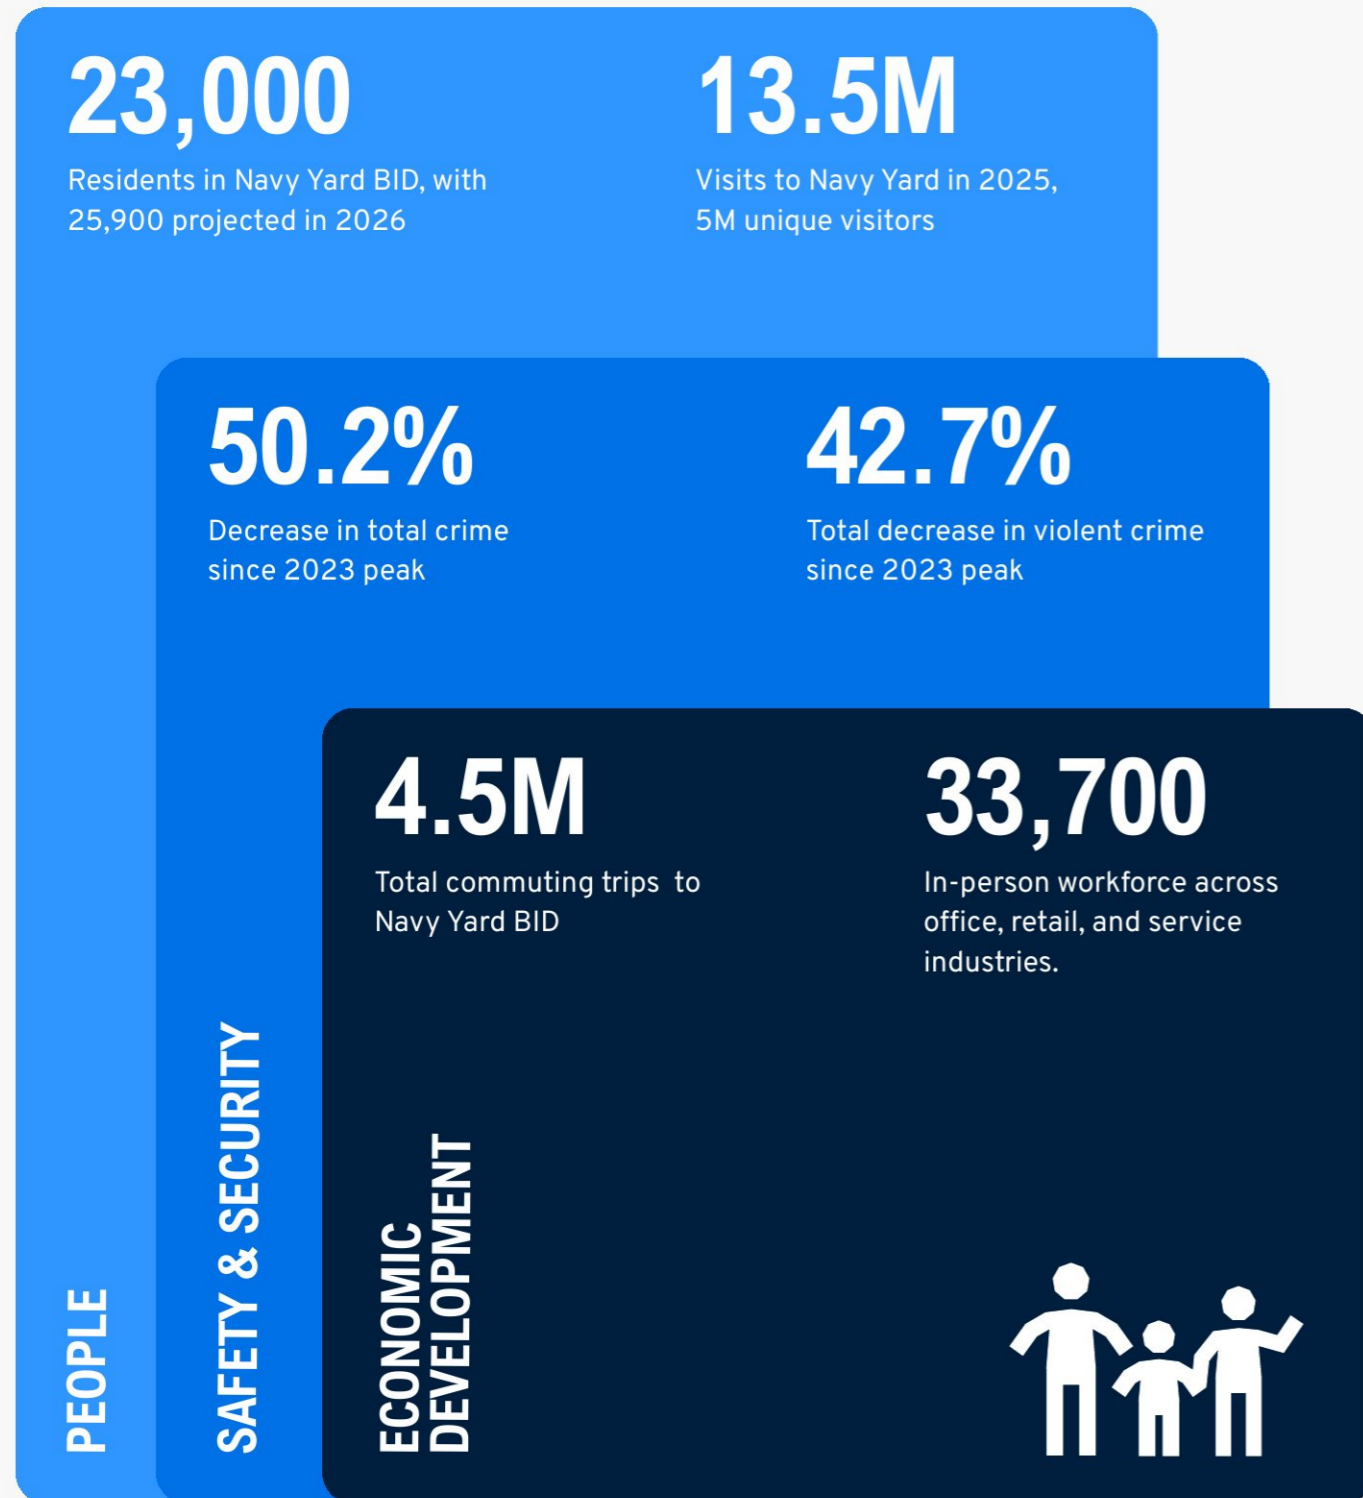 23,000
Residents in Navy Yard BID, with
25,900 projected in 2026
13.5M
Visits to Navy Yard in 2025,
5M unique visitors
PEOPLE
50.2%
Decrease in total crime
since 2023 peak
42.7%
Total decrease in violent crime
since 2023 peak
SAFETY & SECURITY
4.5M
Total commuting trips  to
Navy Yard BID
33,700
In-person workforce across
office, retail, and service
industries.
ECONOMIC
DEVELOPMENT